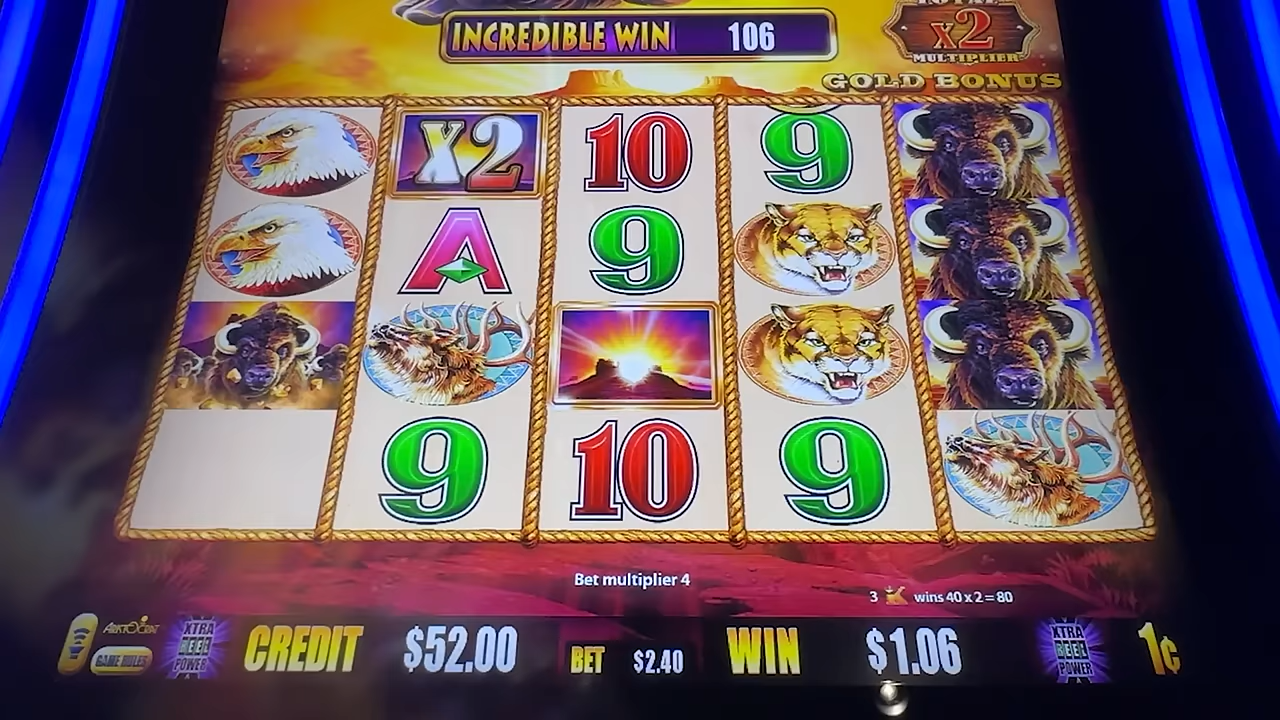 TOTAL
INCREDIBLE WIN 106
x2
MULTIPLIER
GOLD BONUS
X2 10 9
A 9
9 10 9
Bet multiplier 4
3 wins 40 x 2 = 80
ARISTOCRAT
GAME RULES
XTRA
REEL
POWER
CREDIT $52.00
BET $2.40
WIN $1.06
XTRA
REEL
POWER
1¢